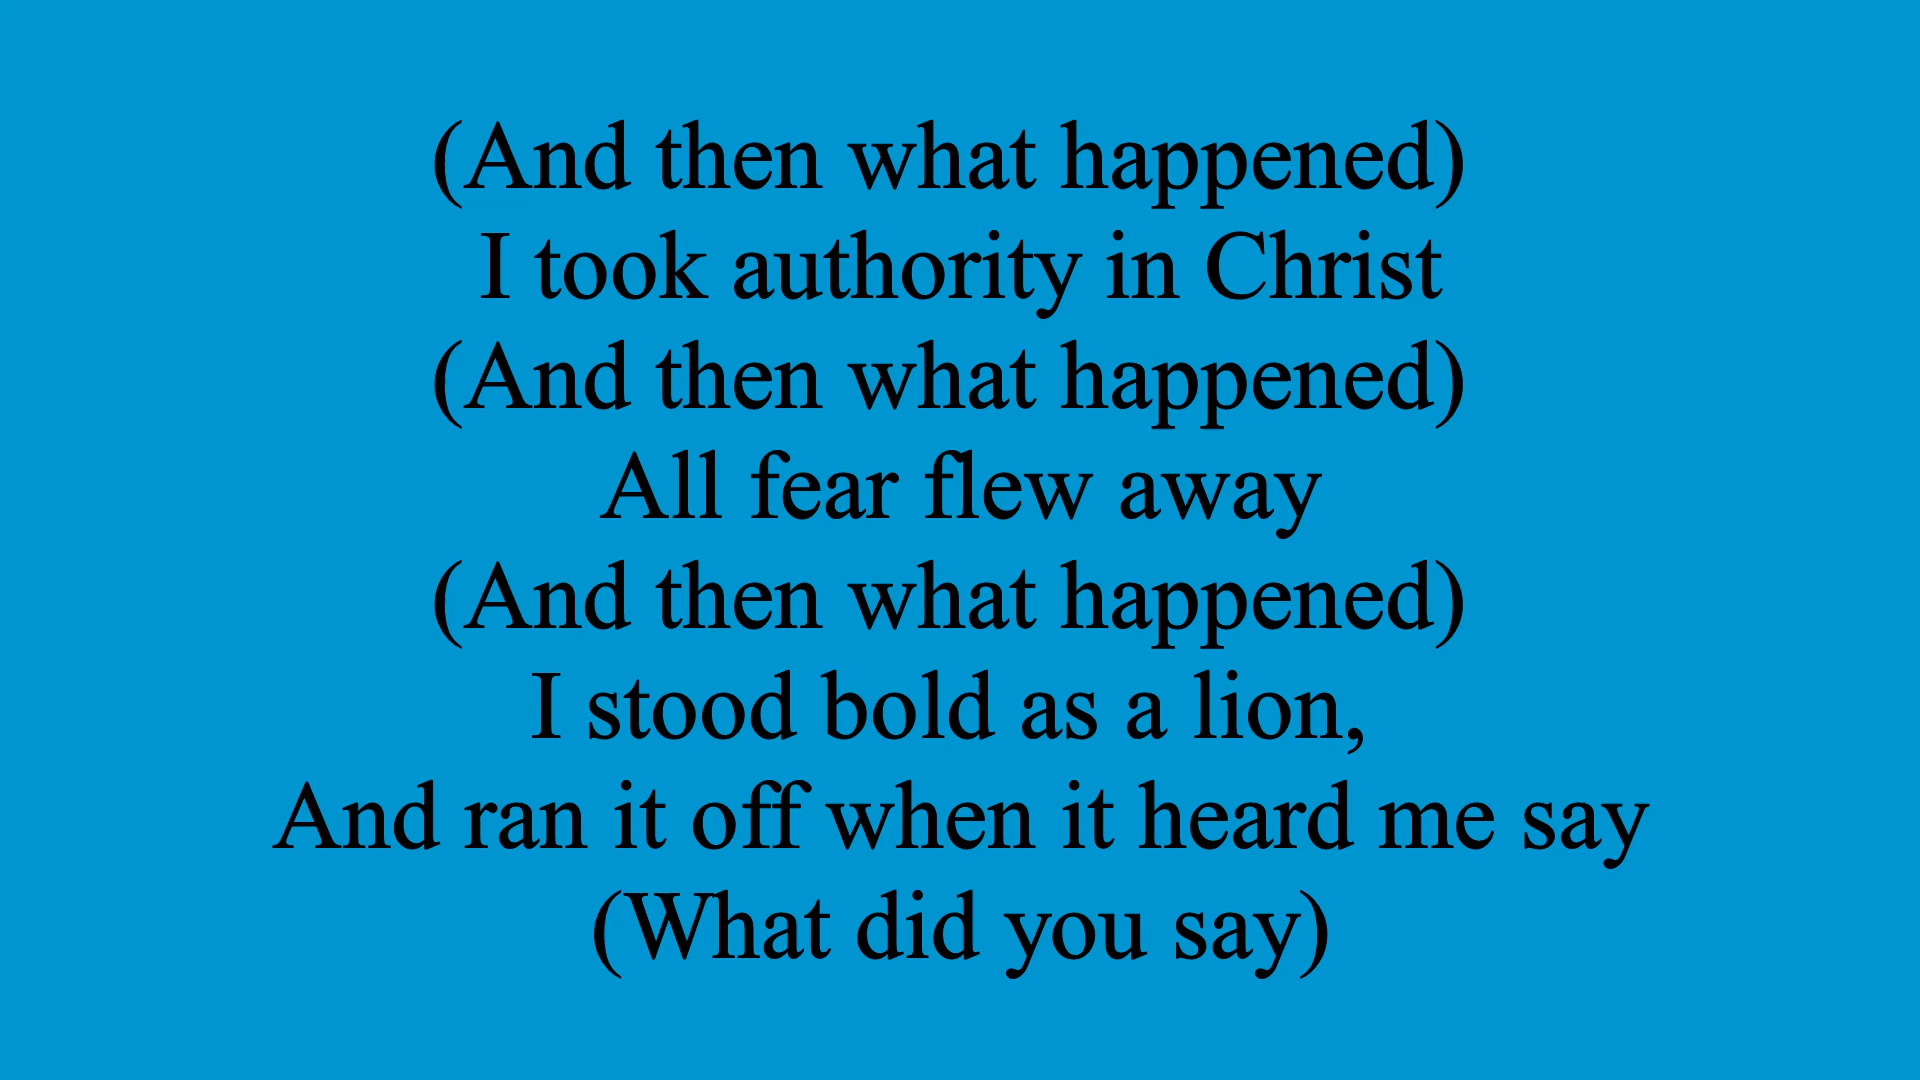 (And then what happened)
I took authority in Christ
(And then what happened)
All fear flew away
(And then what happened)
I stood bold as a lion,
And ran it off when it heard me say
(What did you say)